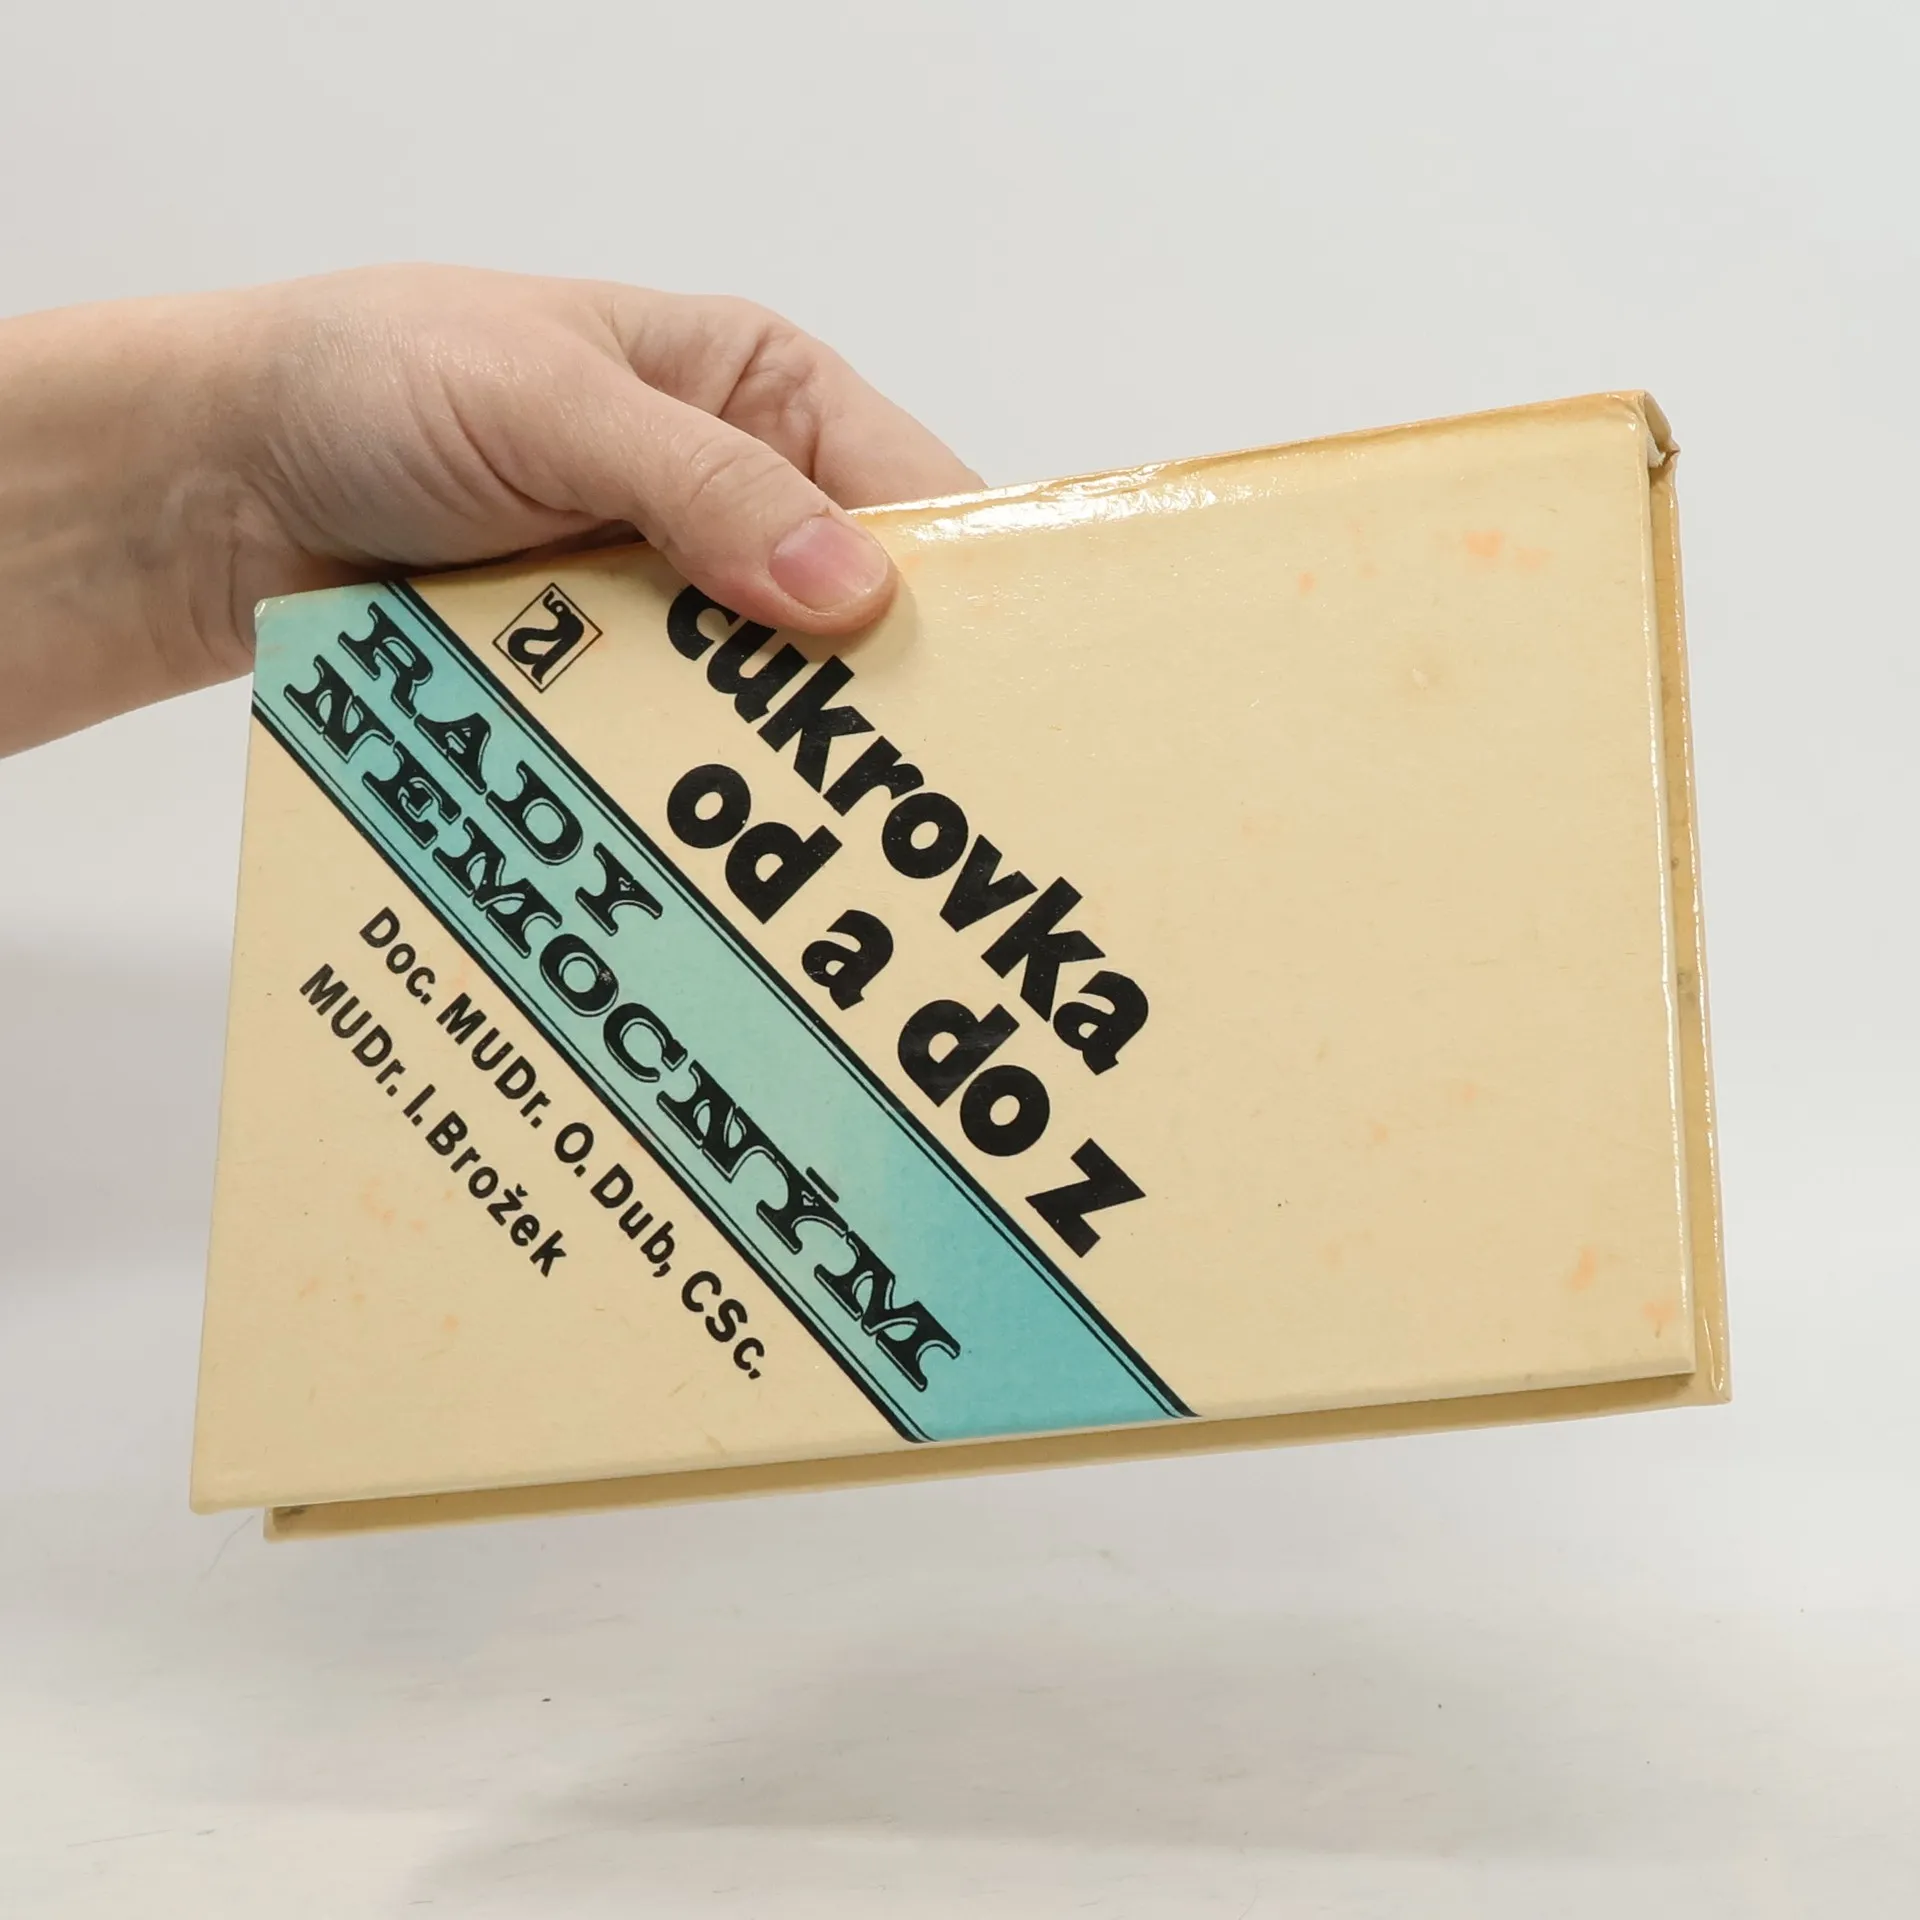 RADY
NEMOCNÝM
cukrovka
od a do z
Doc. MUDr. O. Dub, CSc.
MUDr. I. Brožek